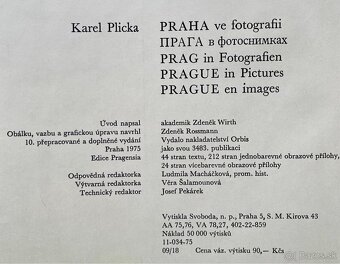 Karel Plicka
PRAHA ve fotografii
ПРАГА в фотоснимках
PRAG in Fotografien
PRAGUE in Pictures
PRAGUE en images
Úvod napsal akademik Zdeněk Wirth
Obálku, vazbu a grafickou úpravu navrhl Zdeněk Rossmann
10. přepracované a doplněné vydání Vydalo nakladatelství Orbis
Praha 1975 jako svou 3483. publikaci
Edice Pragensia 44 stran textu, 212 stran jednobarevné obrazové přílohy,
24 stran vícebarevné obrazové přílohy
Odpovědná redaktorka Ludmila Macháčková, prom. hist.
Výtvarná redaktorka Věra Šalamounová
Technický redaktor Josef Pekárek
Vytiskla Svoboda, n. p., Praha 5, S. M. Kirova 43
AA 75,76, VA 78,27, 402-22-859
Náklad 50 000 výtisků
11-034-75
09/18 Cena váz. výtisku 90,— Kčs
bazos.sk